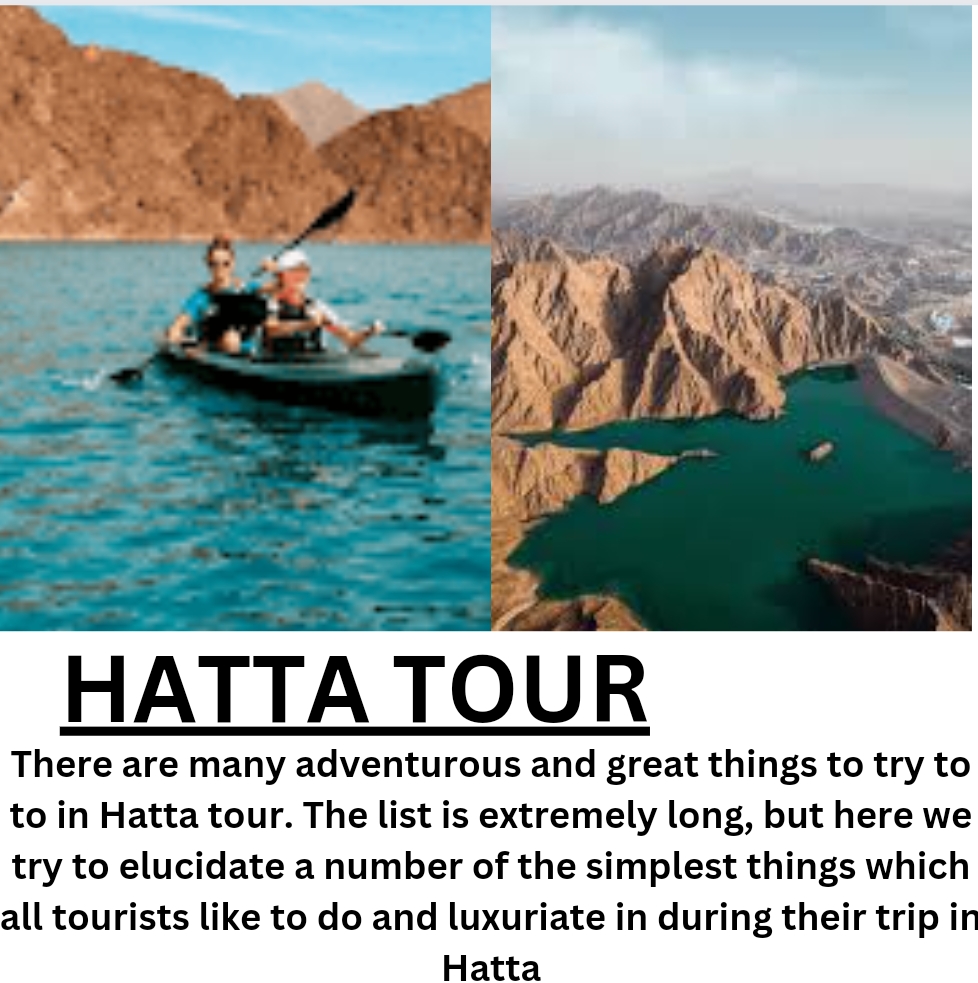 HATTA TOUR
There are many adventurous and great things to try to
to in Hatta tour. The list is extremely long, but here we
try to elucidate a number of the simplest things which
all tourists like to do and luxuriate in during their trip in
Hatta